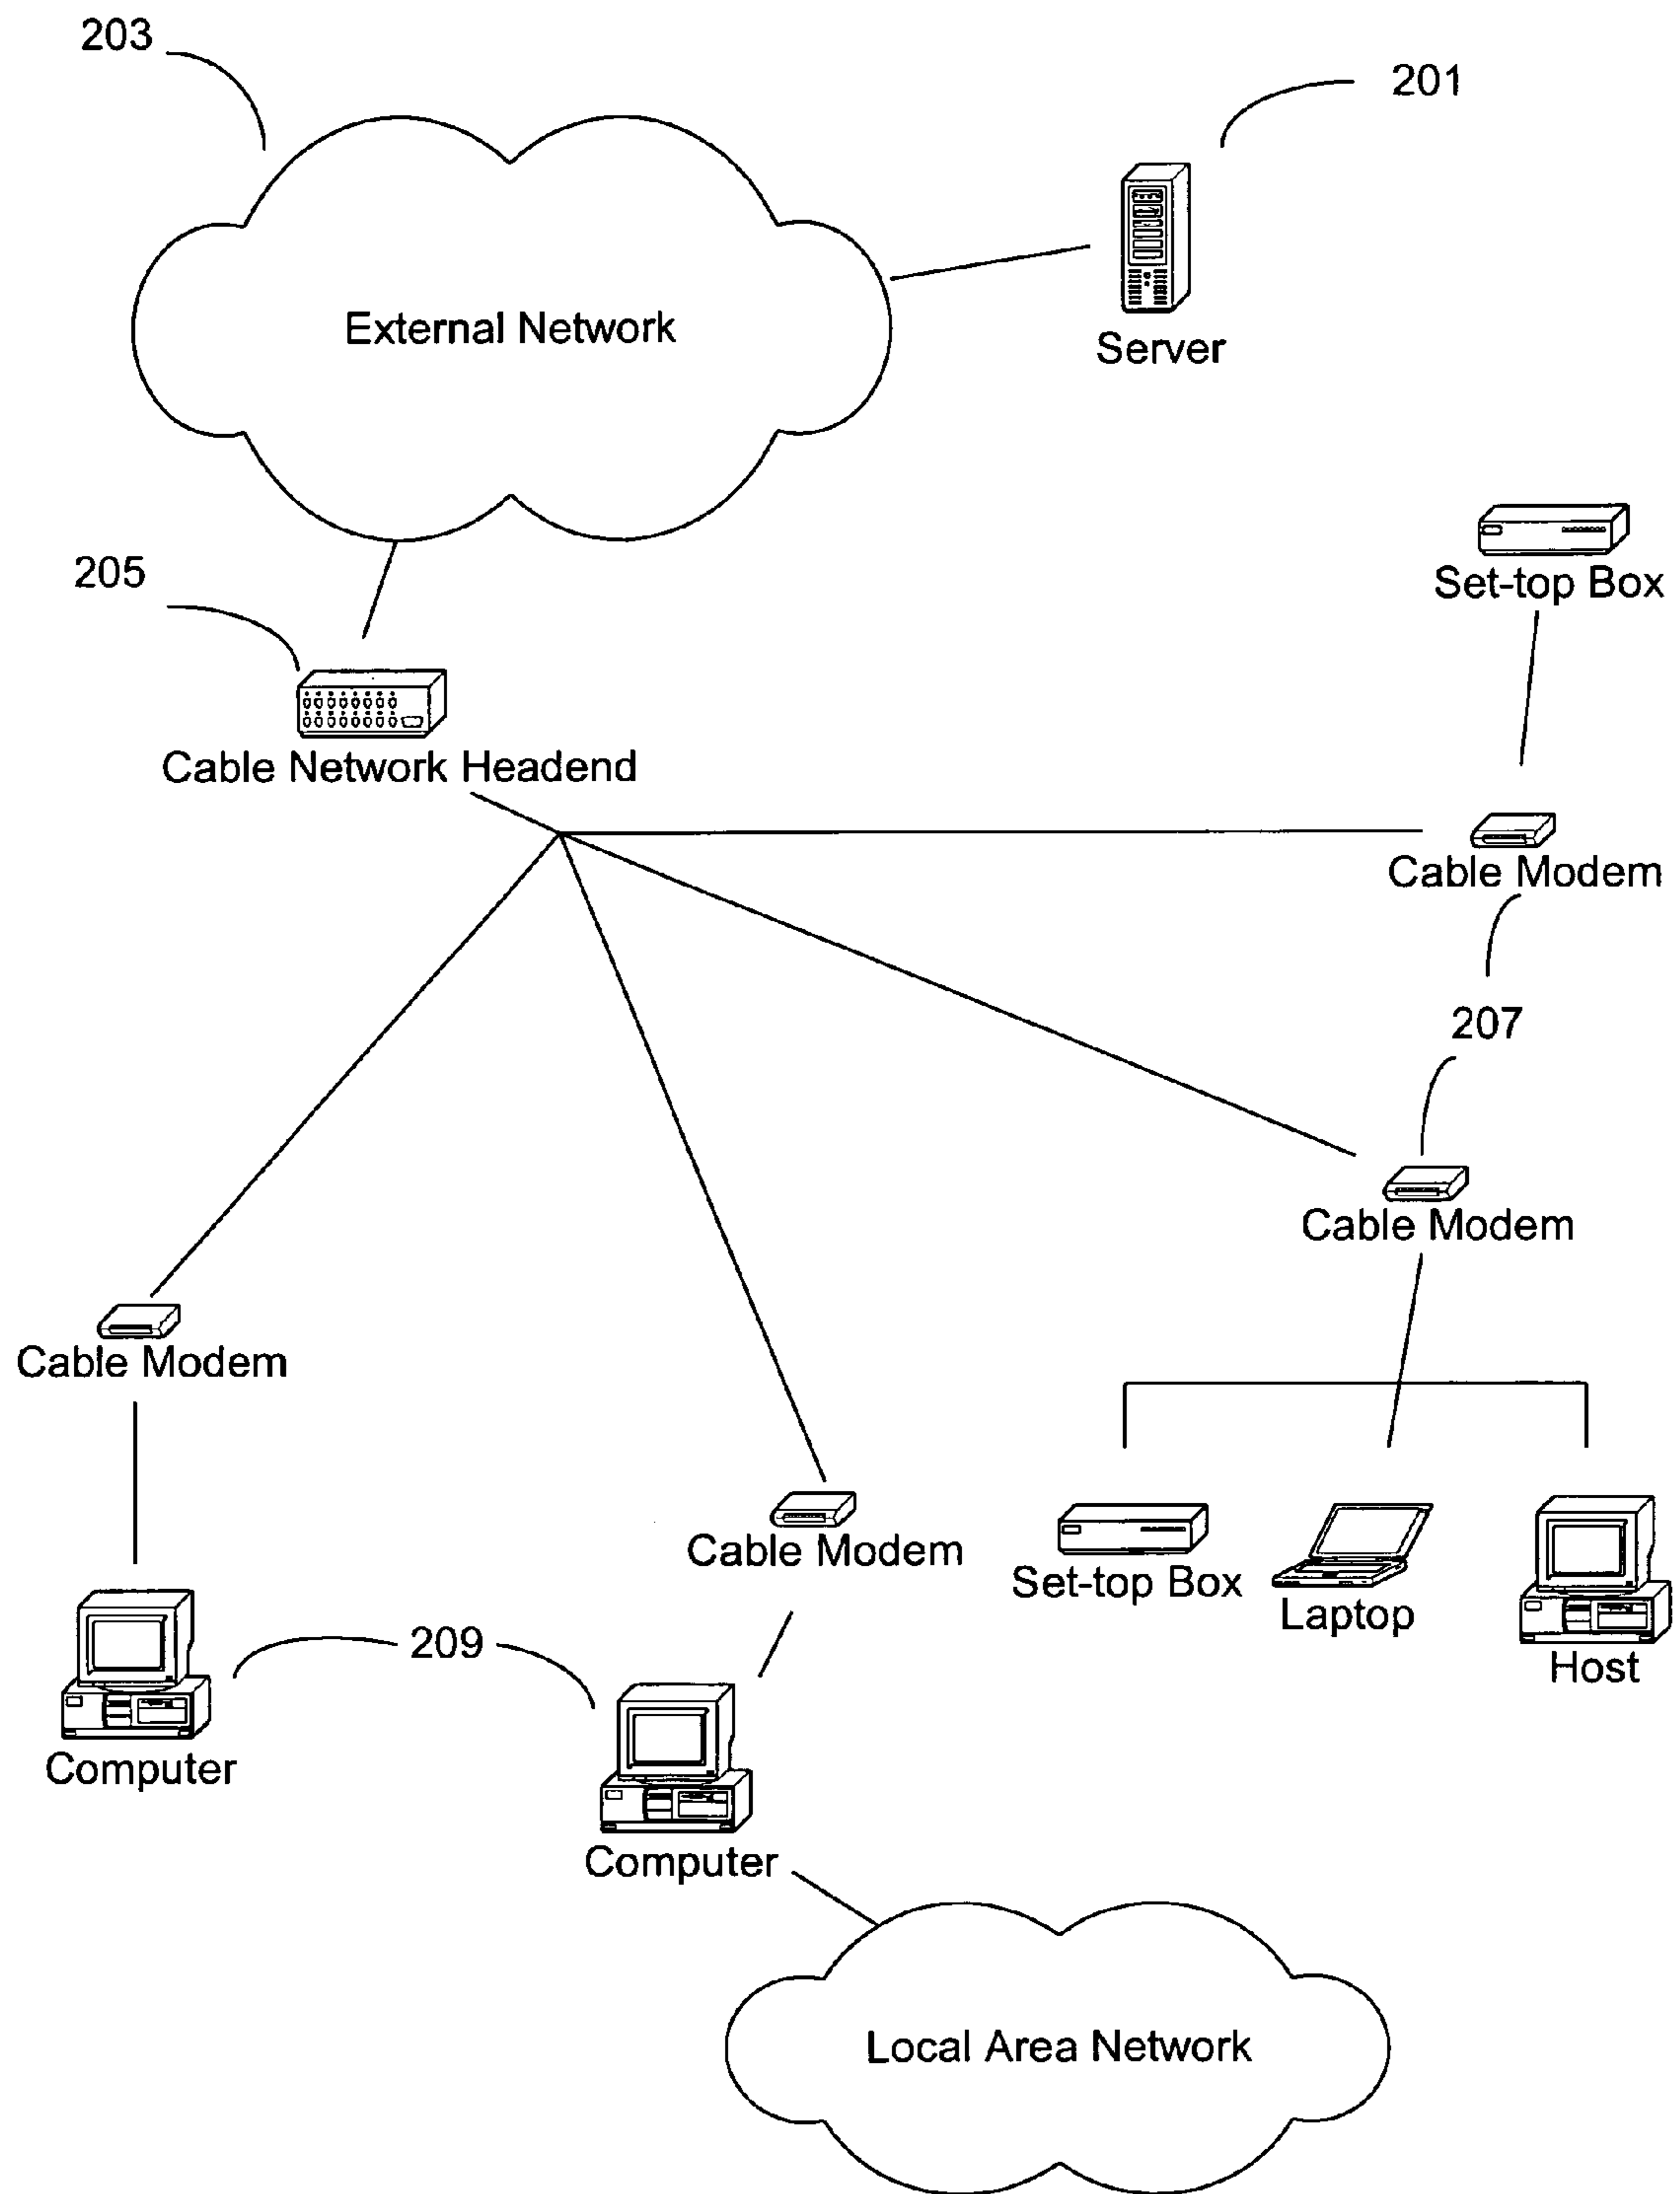 203
201
External Network
Server
205
Set-top Box
Cable Network Headend
Cable Modem
207
Cable Modem
Cable Modem
Cable Modem
Set-top Box
Laptop
Host
209
Computer
Computer
Local Area Network